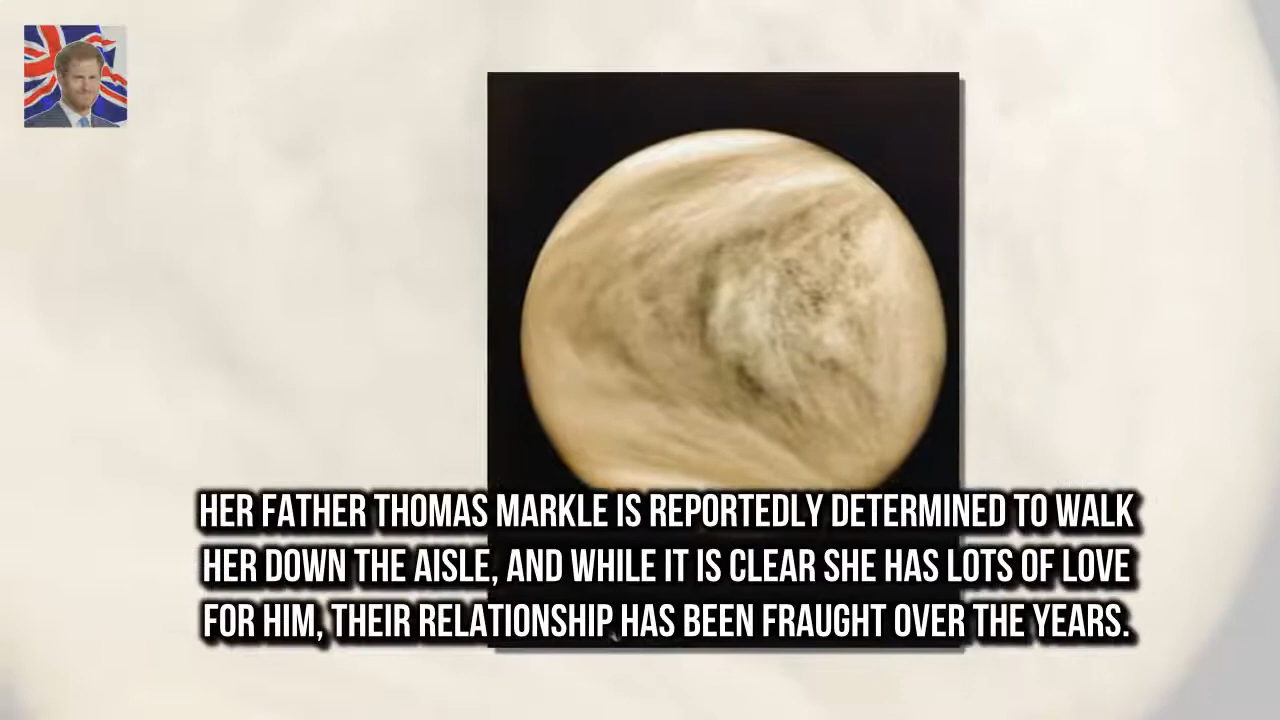 HER FATHER THOMAS MARKLE IS REPORTEDLY DETERMINED TO WALK
HER DOWN THE AISLE, AND WHILE IT IS CLEAR SHE HAS LOTS OF LOVE
FOR HIM, THEIR RELATIONSHIP HAS BEEN FRAUGHT OVER THE YEARS.